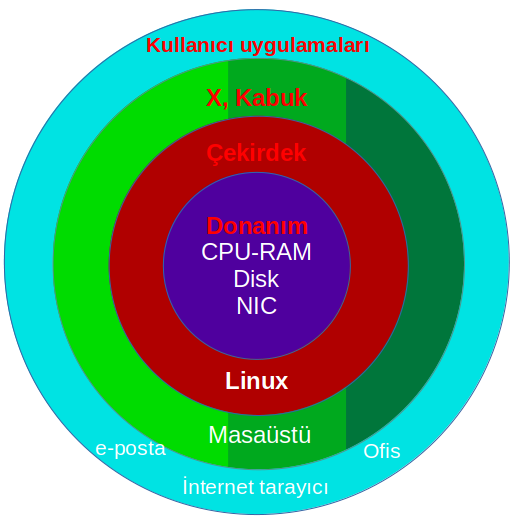 Kullanıcı uygulamaları
X, Kabuk
Çekirdek
Donanım
CPU-RAM
Disk
NIC
Linux
Masaüstü
e-posta
Ofis
İnternet tarayıcı